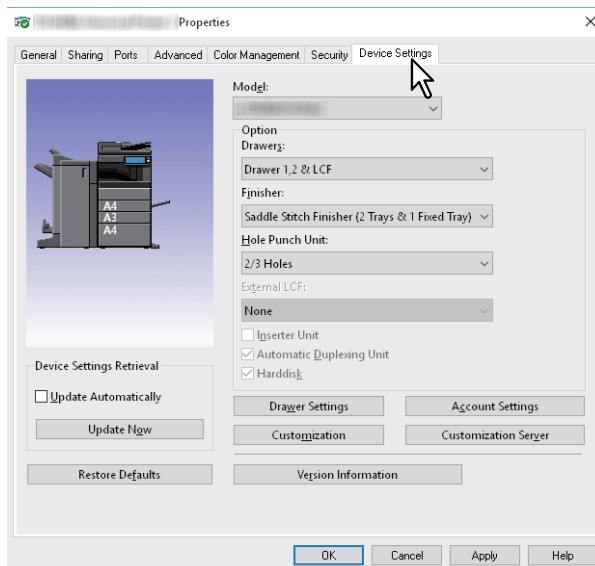 Properties
General Sharing Ports Advanced Color Management Security Device Settings
Model:
Option
Drawers:
Drawer 1,2 & LCF
Finisher:
Saddle Stitch Finisher (2 Trays & 1 Fixed Tray)
Hole Punch Unit:
2/3 Holes
External LCF:
None
Inserter Unit
Automatic Duplexing Unit
Harddisk
A4
A3
A4
Device Settings Retrieval
Update Automatically
Update Now
Drawer Settings Account Settings
Customization Customization Server
Restore Defaults Version Information
OK Cancel Apply Help